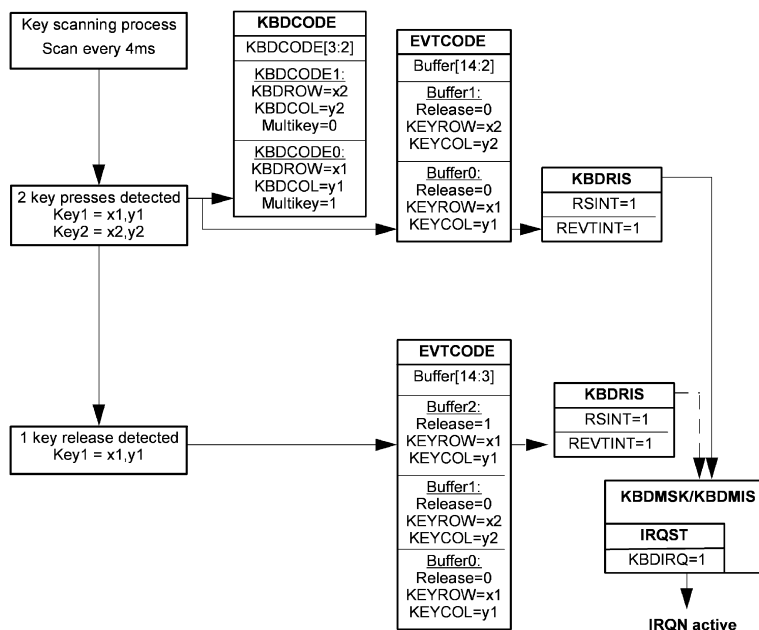 Key scanning process
Scan every 4ms
KBDCODE
KBDCODE[3:2]
KBDCODE1:
KBDROW=x2
KBDCOL=y2
Multikey=0
KBDCODE0:
KBDROW=x1
KBDCOL=y1
Multikey=1
EVTCODE
Buffer[14:2]
Buffer1:
Release=0
KEYROW=x2
KEYCOL=y2
Buffer0:
Release=0
KEYROW=x1
KEYCOL=y1
KBDRIS
RSINT=1
REVTINT=1
2 key presses detected
Key1 = x1,y1
Key2 = x2,y2
EVTCODE
Buffer[14:3]
Buffer2:
Release=1
KEYROW=x1
KEYCOL=y1
Buffer1:
Release=0
KEYROW=x2
KEYCOL=y2
Buffer0:
Release=0
KEYROW=x1
KEYCOL=y1
KBDRIS
RSINT=1
REVTINT=1
1 key release detected
Key1 = x1,y1
KBDMSK/KBDMIS
IRQST
KBDIRQ=1
IRQN active